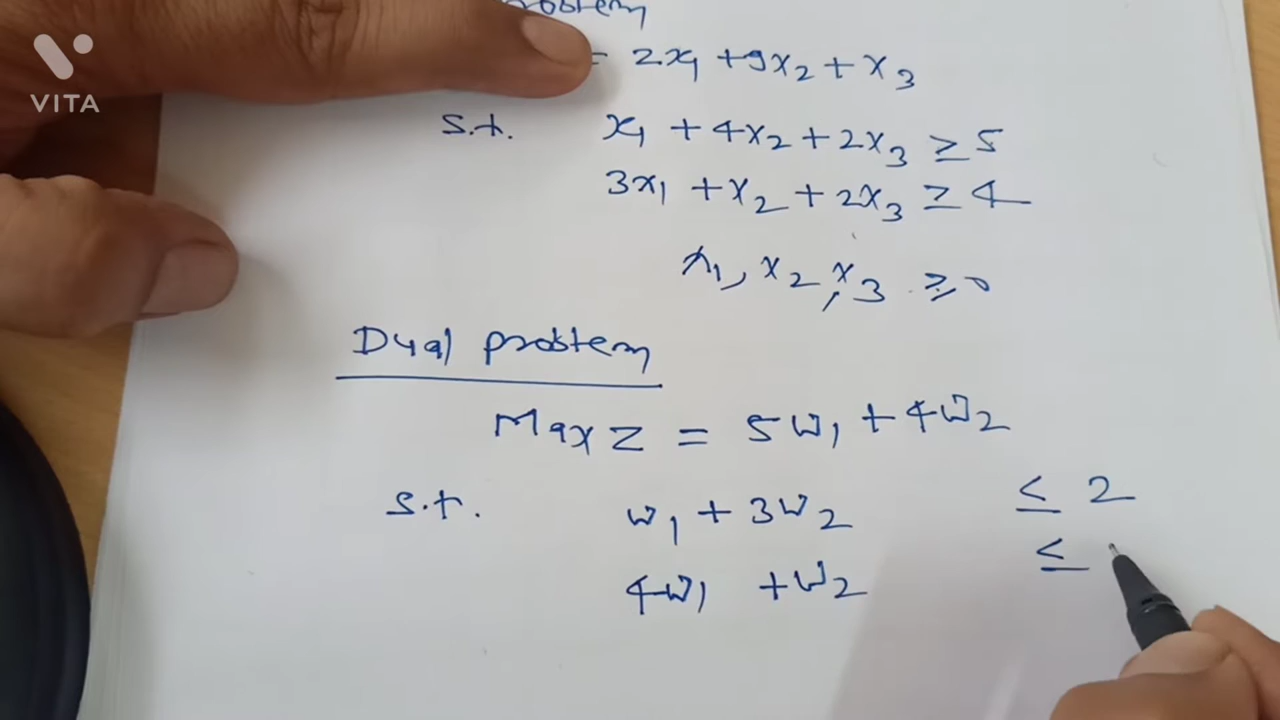 VITA
problem
= 2x₁ + 9x₂ + x₃
s.t. x₁ + 4x₂ + 2x₃ ≥ 5
3x₁ + x₂ + 2x₃ ≥ 4
x₁, x₂, x₃ ≥ 0
Dual problem
Max Z = 5w₁ + 4w₂
s.t. w₁ + 3w₂ ≤ 2
4w₁ + w₂ ≤